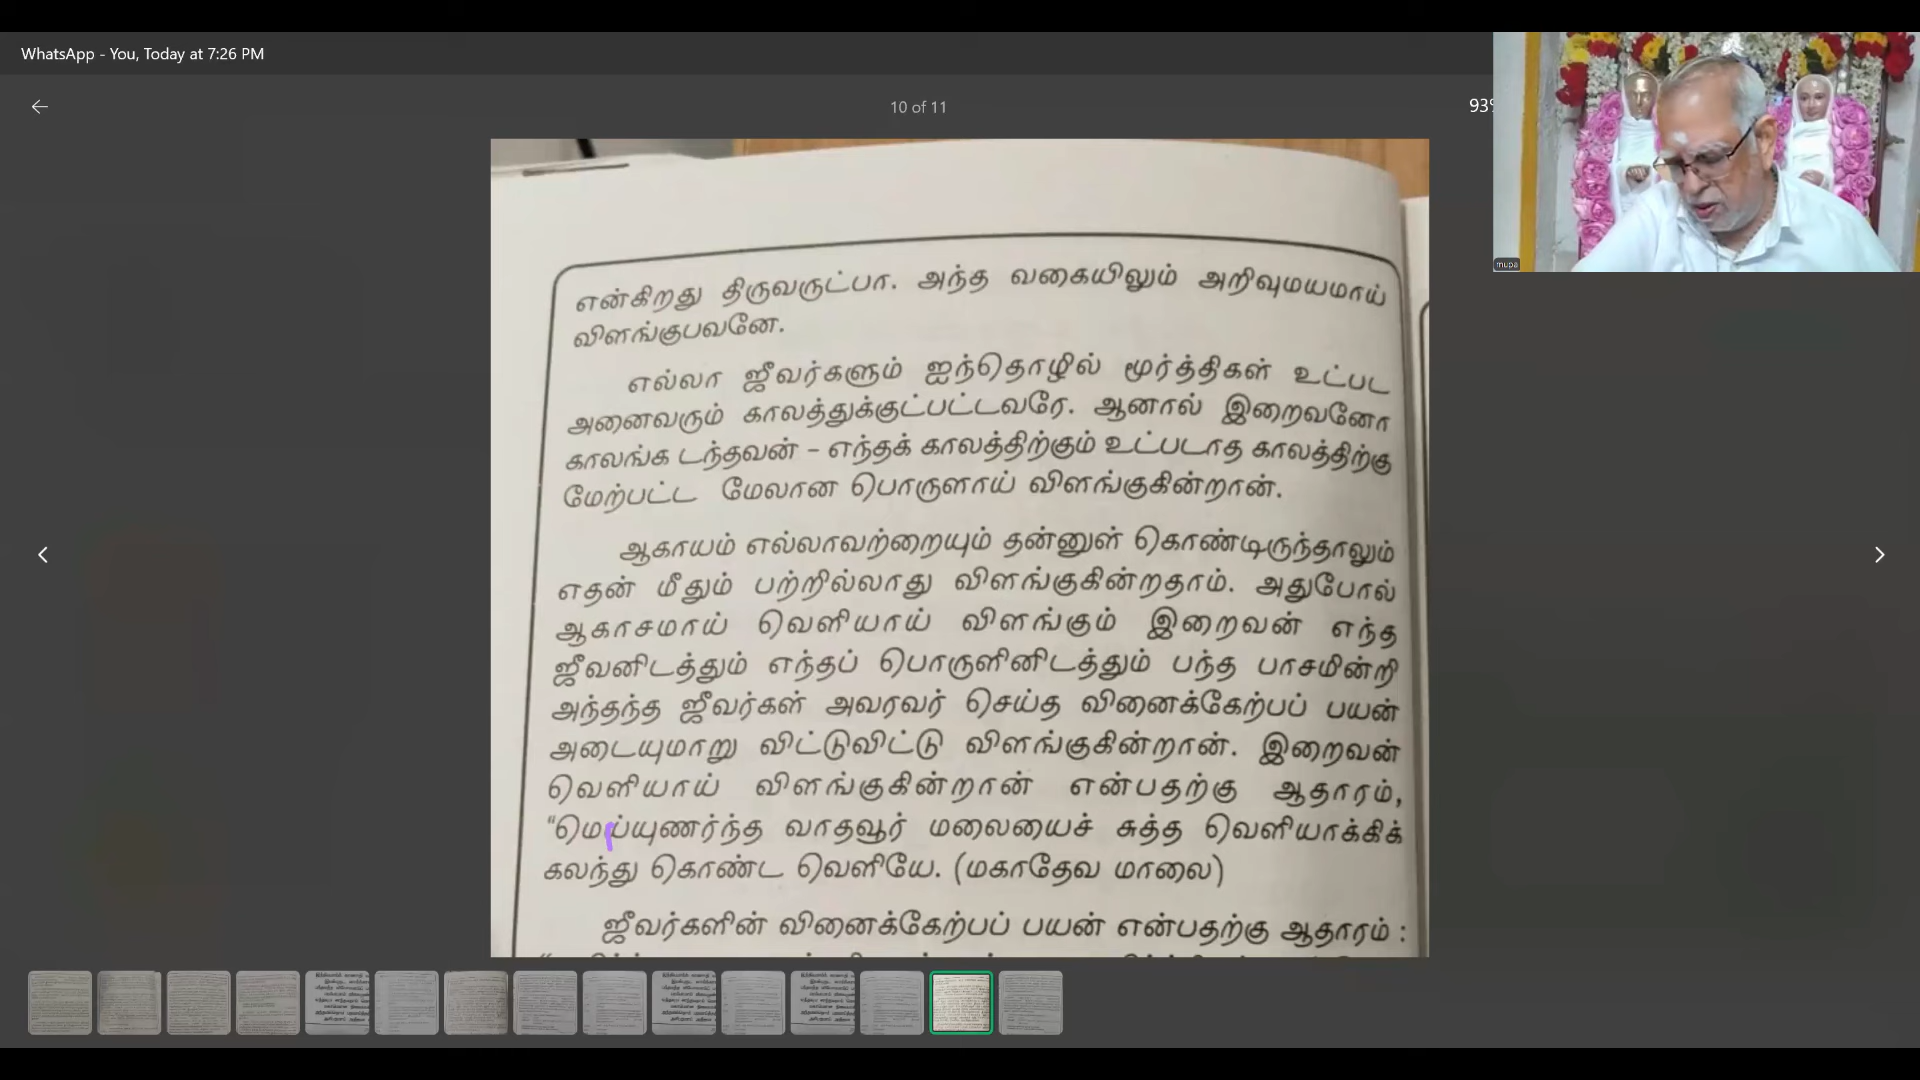 WhatsApp - You, Today at 7:26 PM
10 of 11
93%
mupa
என்கிறது திருவருட்பா. அந்த வகையிலும் அறிவுமயமாய்
விளங்குபவனே.
எல்லா ஜீவர்களும் ஐந்தொழில் மூர்த்திகள் உட்பட
அனைவரும் காலத்துக்குட்பட்டவரே. ஆனால் இறைவனோ
காலங்க டந்தவன் – எந்தக் காலத்திற்கும் உட்படாத காலத்திற்கு
மேற்பட்ட மேலான பொருளாய் விளங்குகின்றான்.
ஆகாயம் எல்லாவற்றையும் தன்னுள் கொண்டிருந்தாலும்
எதன் மீதும் பற்றில்லாது விளங்குகின்றதாம். அதுபோல்
ஆகாசமாய் வெளியாய் விளங்கும் இறைவன் எந்த
ஜீவனிடத்தும் எந்தப் பொருளினிடத்தும் பந்த பாசமின்றி
அந்தந்த ஜீவர்கள் அவரவர் செய்த வினைக்கேற்பப் பயன்
அடையுமாறு விட்டுவிட்டு விளங்குகின்றான். இறைவன்
வெளியாய் விளங்குகின்றான் என்பதற்கு ஆதாரம்,
“மெய்யுணர்ந்த வாதவூர் மலையைச் சுத்த வெளியாக்கிக்
கலந்து கொண்ட வெளியே. (மகாதேவ மாலை)
ஜீவர்களின் வினைக்கேற்பப் பயன் என்பதற்கு ஆதாரம் :